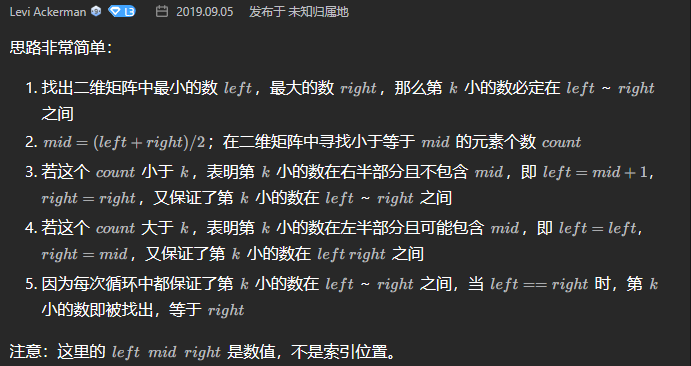 Levi Ackerman L3 2019.09.05 发布于 未知归属地
思路非常简单：
1. 找出二维矩阵中最小的数 left，最大的数 right，那么第 k 小的数必定在 left ~ right
之间
2. mid = (left + right)/2；在二维矩阵中寻找小于等于 mid 的元素个数 count
3. 若这个 count 小于 k，表明第 k 小的数在右半部分且不包含 mid，即 left = mid + 1，
right = right，又保证了第 k 小的数在 left ~ right 之间
4. 若这个 count 大于 k，表明第 k 小的数在左半部分且可能包含 mid，即 left = left，
right = mid，又保证了第 k 小的数在 left right 之间
5. 因为每次循环中都保证了第 k 小的数在 left ~ right 之间，当 left == right 时，第 k
小的数即被找出，等于 right
注意：这里的 left mid right 是数值，不是索引位置。